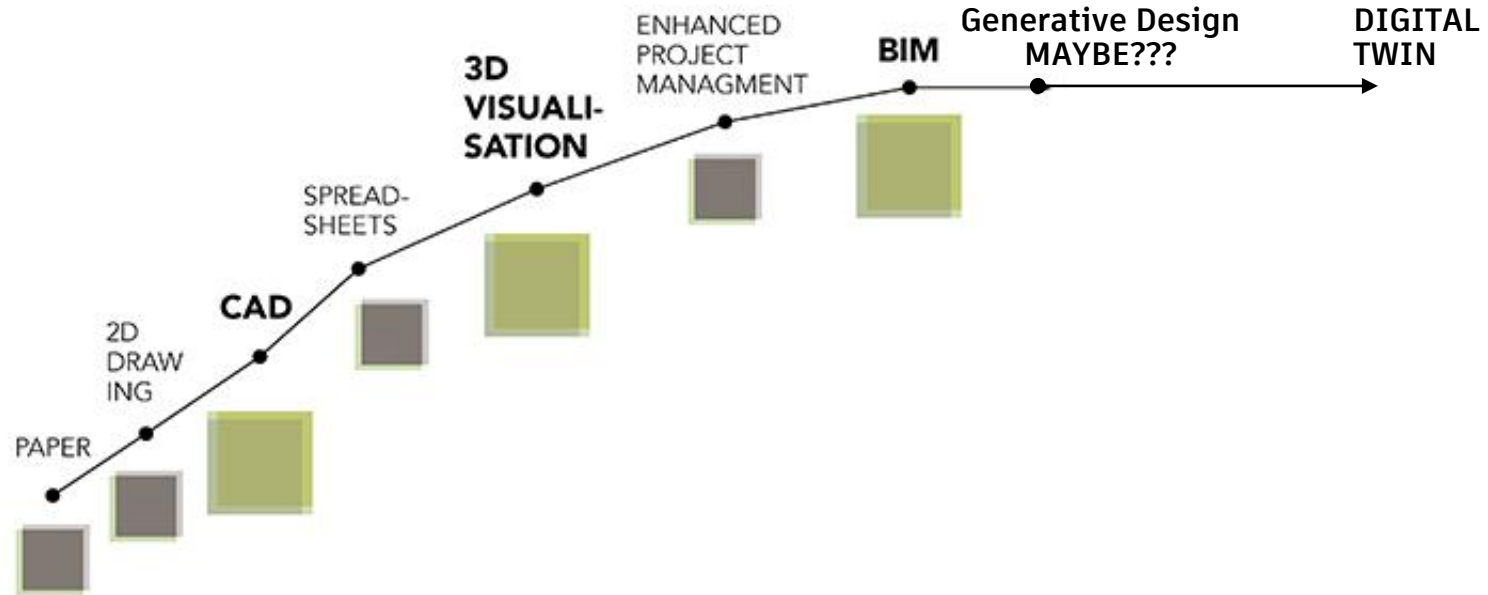 PAPER
2D
DRAW
ING
CAD
SPREAD-
SHEETS
3D
VISUALI-
SATION
ENHANCED
PROJECT
MANAGMENT
BIM
Generative Design
MAYBE???
DIGITAL
TWIN